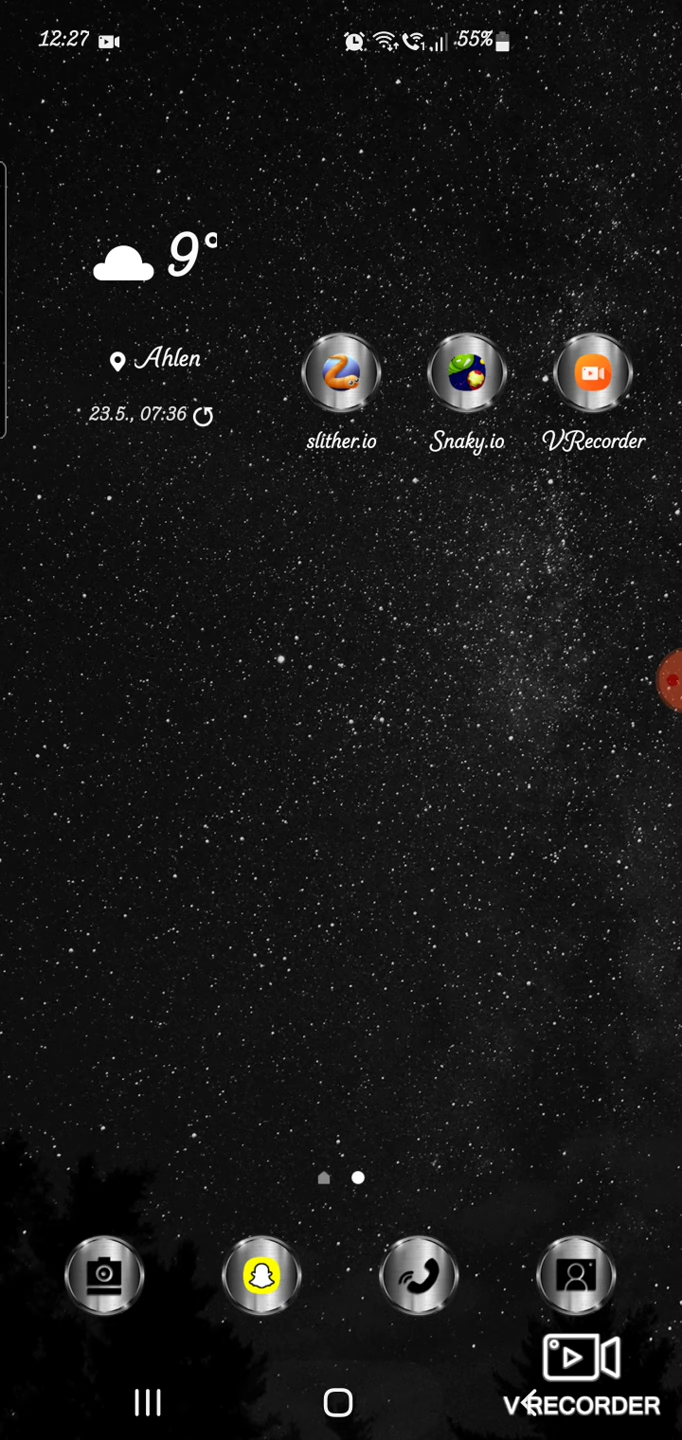 12:27
55%
9°
Ahlen
23.5., 07:36
slither.io
Snaky.io
VRecorder
VRECORDER